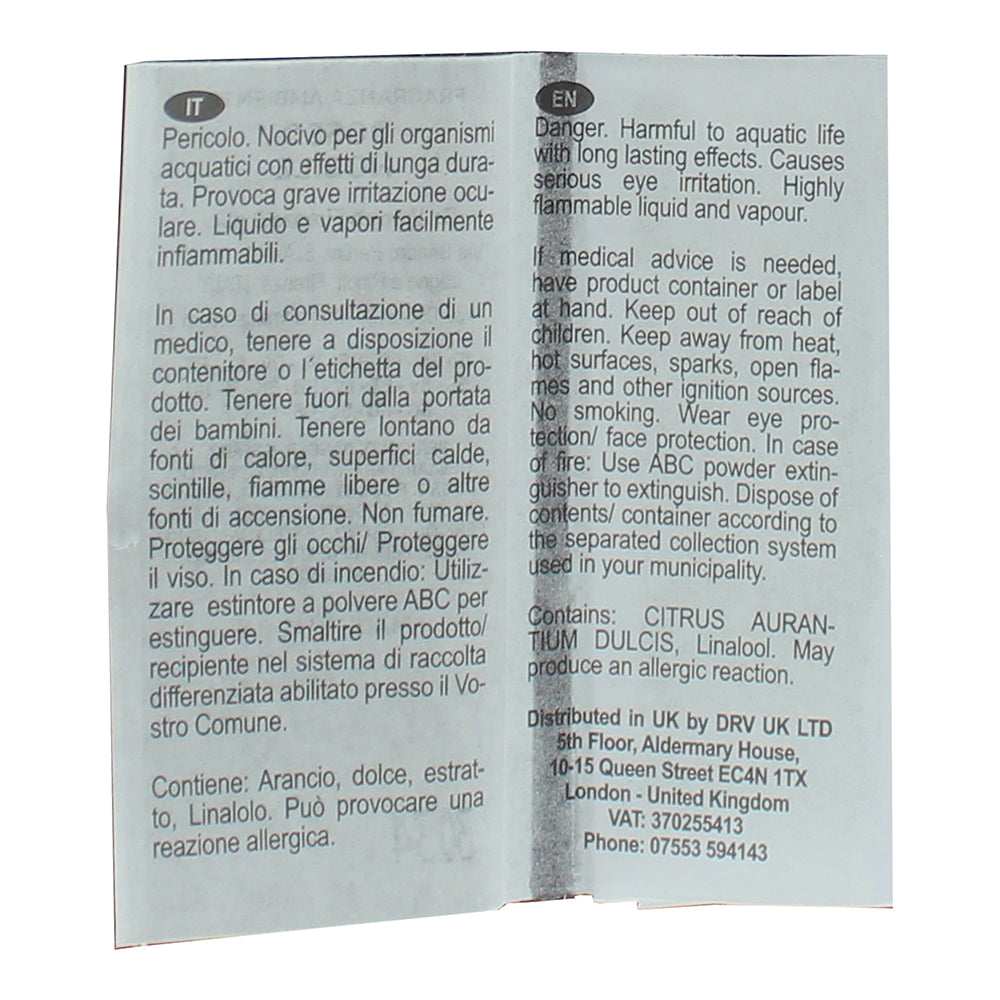 IT
Pericolo. Nocivo per gli organismi
acquatici con effetti di lunga dura-
ta. Provoca grave irritazione ocu-
lare. Liquido e vapori facilmente
infiammabili.
In caso di consultazione di un
medico, tenere a disposizione il
contenitore o l´etichetta del pro-
dotto. Tenere fuori dalla portata
dei bambini. Tenere lontano da
fonti di calore, superfici calde,
scintille, fiamme libere o altre
fonti di accensione. Non fumare.
Proteggere gli occhi/ Proteggere
il viso. In caso di incendio: Utiliz-
zare estintore a polvere ABC per
estinguere. Smaltire il prodotto/
recipiente nel sistema di raccolta
differenziata abilitato presso il Vo-
stro Comune.
Contiene: Arancio, dolce, estrat-
to, Linalolo. Può provocare una
reazione allergica.
EN
Danger. Harmful to aquatic life
with long lasting effects. Causes
serious eye irritation. Highly
flammable liquid and vapour.
If medical advice is needed,
have product container or label
at hand. Keep out of reach of
children. Keep away from heat,
hot surfaces, sparks, open fla-
mes and other ignition sources.
No smoking. Wear eye pro-
tection/ face protection. In case
of fire: Use ABC powder extin-
guisher to extinguish. Dispose of
contents/ container according to
the separated collection system
used in your municipality.
Contains: CITRUS AURAN-
TIUM DULCIS, Linalool. May
produce an allergic reaction.
Distributed in UK by DRV UK LTD
5th Floor, Aldermary House,
10-15 Queen Street EC4N 1TX
London - United Kingdom
VAT: 370255413
Phone: 07553 594143